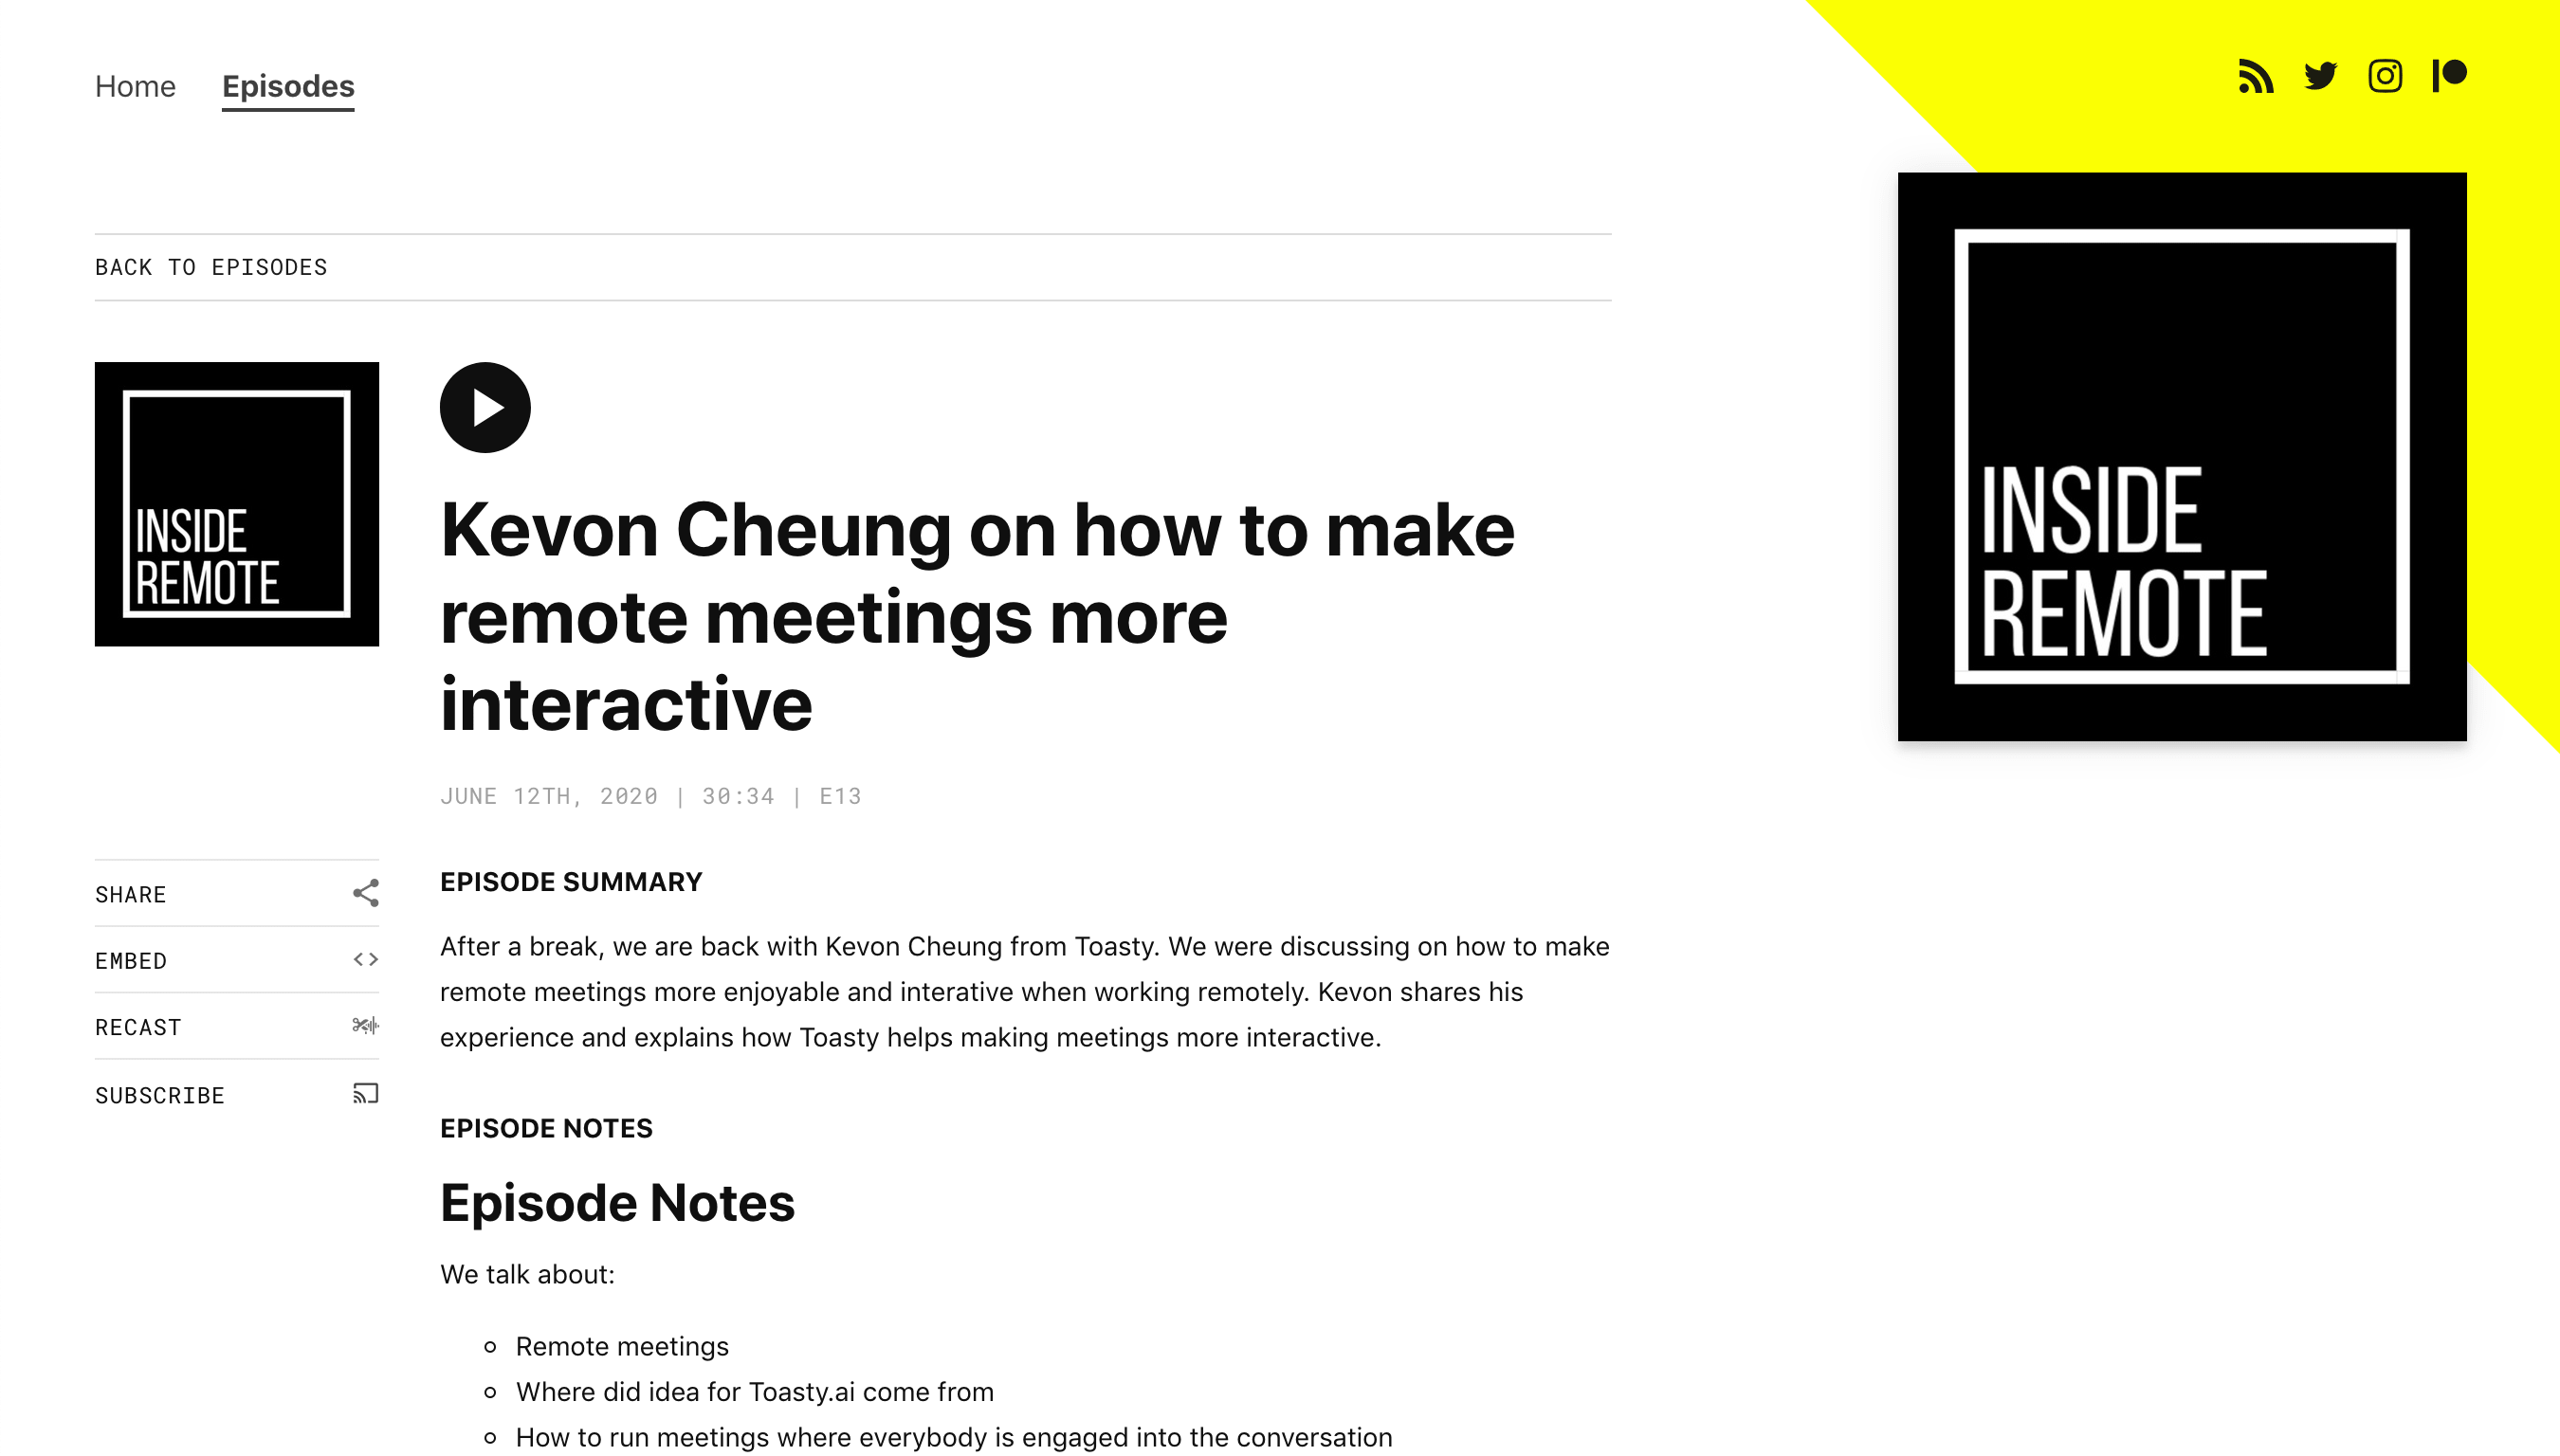 Home Episodes
BACK TO EPISODES
INSIDE
REMOTE
Kevon Cheung on how to make
remote meetings more
interactive
JUNE 12TH, 2020 | 30:34 | E13
SHARE
EMBED
RECAST
SUBSCRIBE
EPISODE SUMMARY
After a break, we are back with Kevon Cheung from Toasty. We were discussing on how to make
remote meetings more enjoyable and interative when working remotely. Kevon shares his
experience and explains how Toasty helps making meetings more interactive.
EPISODE NOTES
Episode Notes
We talk about:
Remote meetings
Where did idea for Toasty.ai come from
How to run meetings where everybody is engaged into the conversation
INSIDE
REMOTE